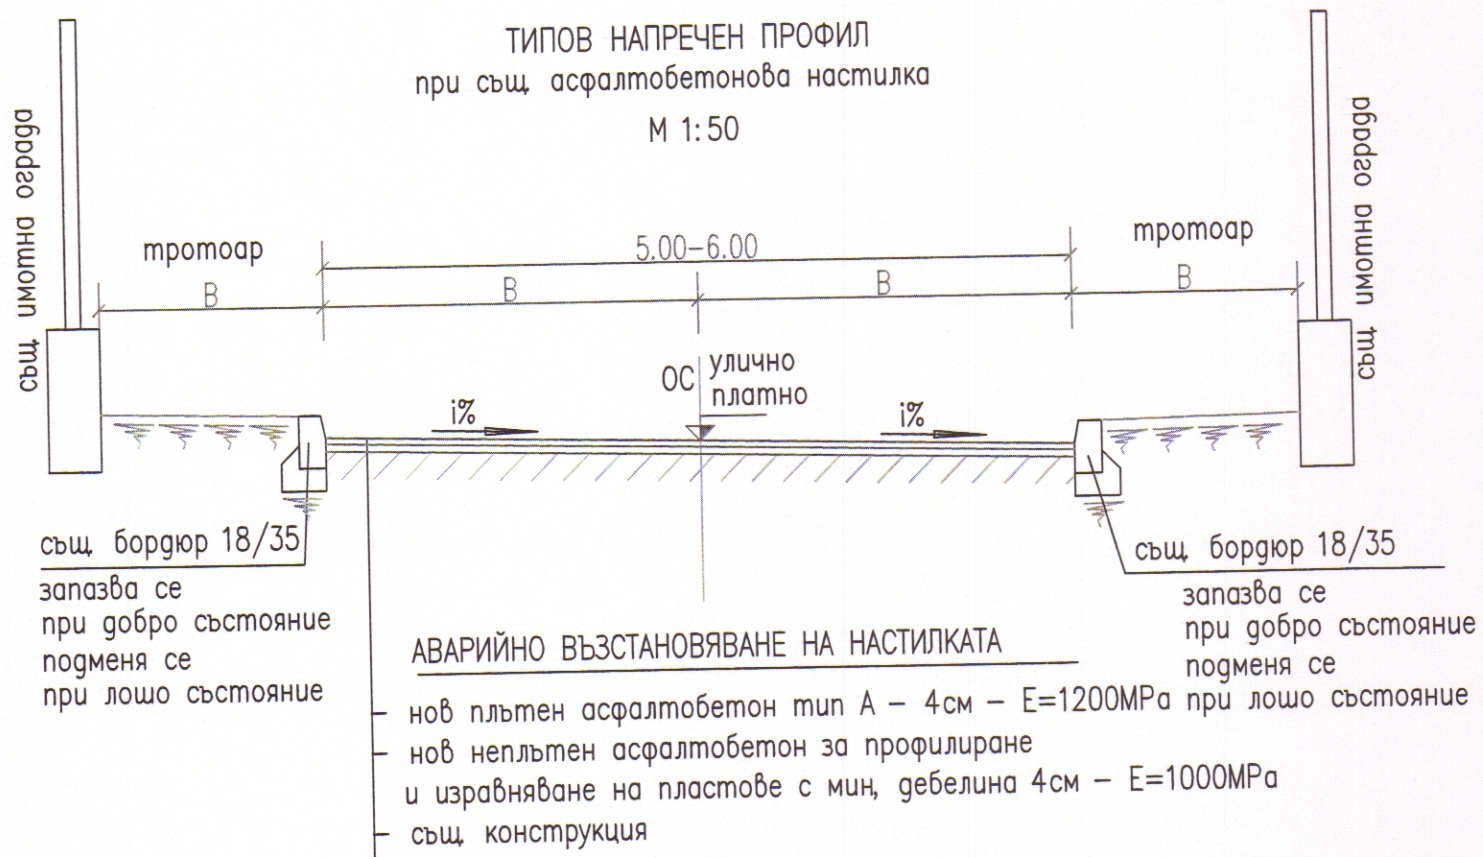 ТИПОВ НАПРЕЧЕН ПРОФИЛ
при същ. асфалтобетонова настилка
М 1:50
същ. имотна ограда
същ. имотна ограда
тротоар
5.00–6.00
тротоар
B
B
B
B
ОС улично
платно
i%
i%
същ. бордюр 18/35
запазва се
при добро състояние
подменя се
при лошо състояние
същ. бордюр 18/35
запазва се
при добро състояние
подменя се
при лошо състояние
АВАРИЙНО ВЪЗСТАНОВЯВАНЕ НА НАСТИЛКАТА
– нов плътен асфалтобетон тип А – 4см – E=1200MPa
– нов неплътен асфалтобетон за профилиране
и изравняване на пластове с мин, дебелина 4см – E=1000MPa
– същ. конструкция